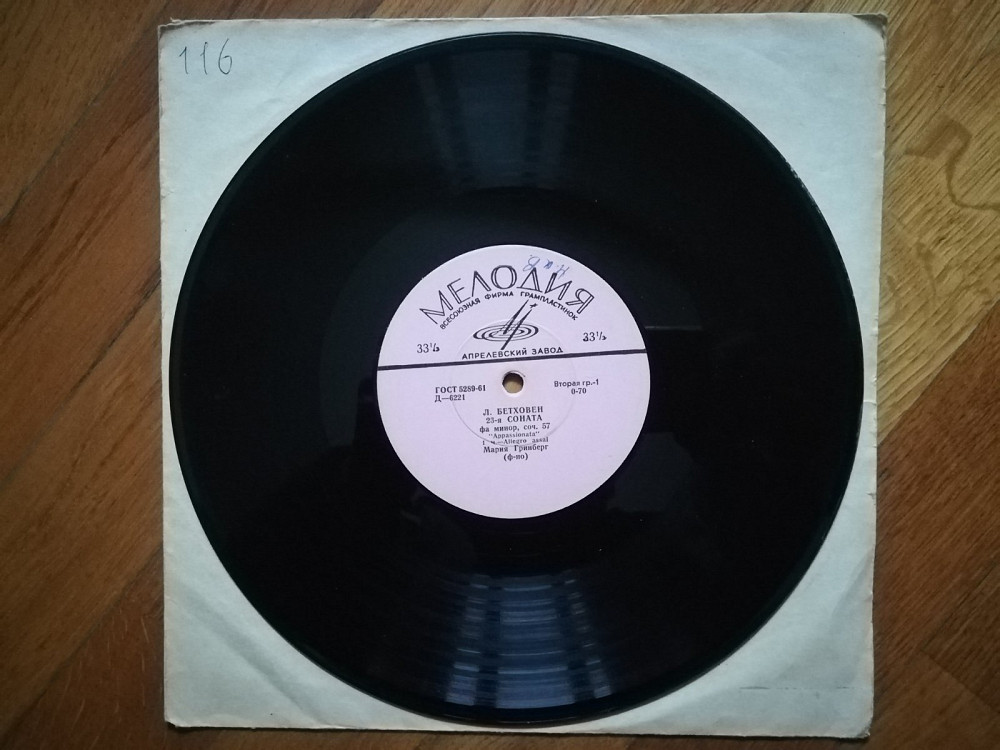 116
МЕЛОДИЯ
ВСЕСОЮЗНАЯ ФИРМА ГРАМПЛАСТИНОК
33⅓ 33⅓
АПРЕЛЕВСКИЙ ЗАВОД
ГОСТ 5289-61 Вторая гр.-1
Д—6221 0-70
Л. БЕТХОВЕН
23-я СОНАТА
фа минор, соч. 57
"Appassionata"
Allegro assai
Мария Гринберг
(ф-но)